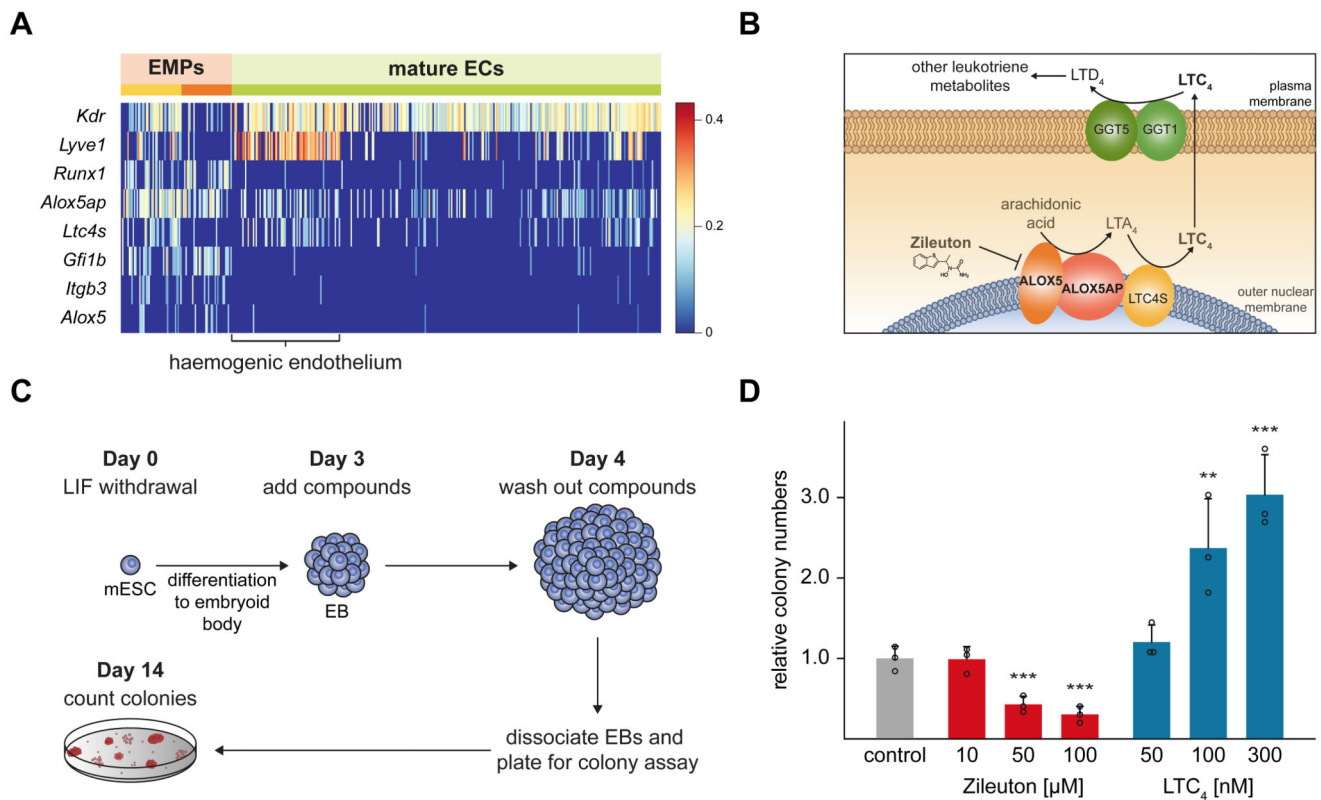 A
EMPs
mature ECs
Kdr
Lyve1
Runx1
Alox5ap
Ltc4s
Gfi1b
Itgb3
Alox5
0.4
0.2
0
haemogenic endothelium
B
other leukotriene
metabolites
LTD4
LTC4
plasma
membrane
GGT5
GGT1
arachidonic
acid
LTA4
LTC4
Zileuton
S
N
HO
O
NH2
ALOX5
ALOX5AP
LTC4S
outer nuclear
membrane
C
Day 0
LIF withdrawal
Day 3
add compounds
Day 4
wash out compounds
mESC
differentiation
to embryoid
body
EB
Day 14
count colonies
dissociate EBs and
plate for colony assay
D
relative colony numbers
3.0
2.0
1.0
***
***
**
***
control
10
50
100
50
100
300
Zileuton [µM]
LTC4 [nM]